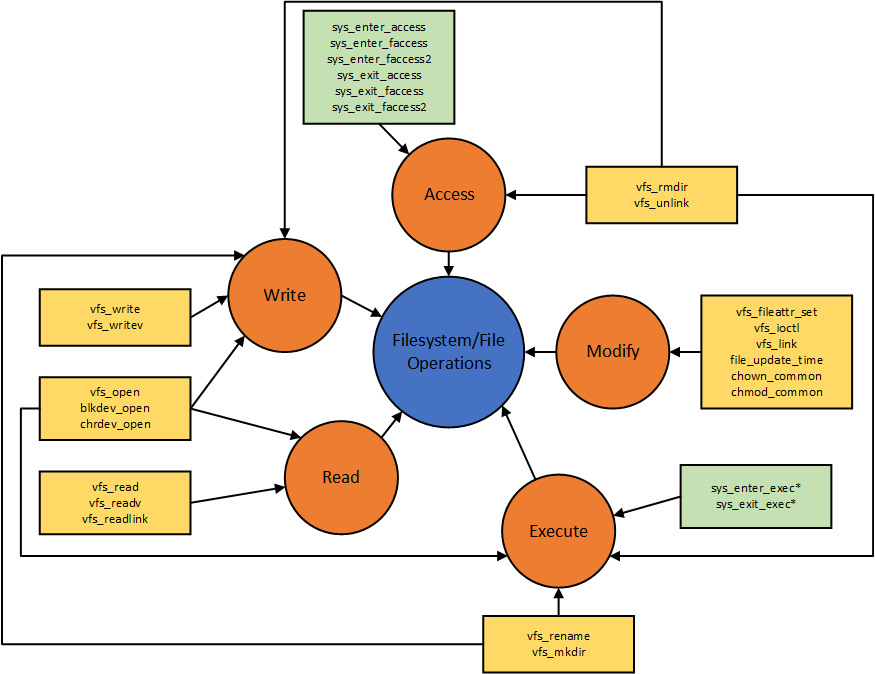 sys_enter_access
sys_enter_faccess
sys_enter_faccess2
sys_exit_access
sys_exit_faccess
sys_exit_faccess2
Access
vfs_rmdir
vfs_unlink
Write
vfs_write
vfs_writev
Filesystem/File
Operations
Modify
vfs_fileattr_set
vfs_ioctl
vfs_link
file_update_time
chown_common
chmod_common
vfs_open
blkdev_open
chrdev_open
Read
vfs_read
vfs_readv
vfs_readlink
Execute
sys_enter_exec*
sys_exit_exec*
vfs_rename
vfs_mkdir